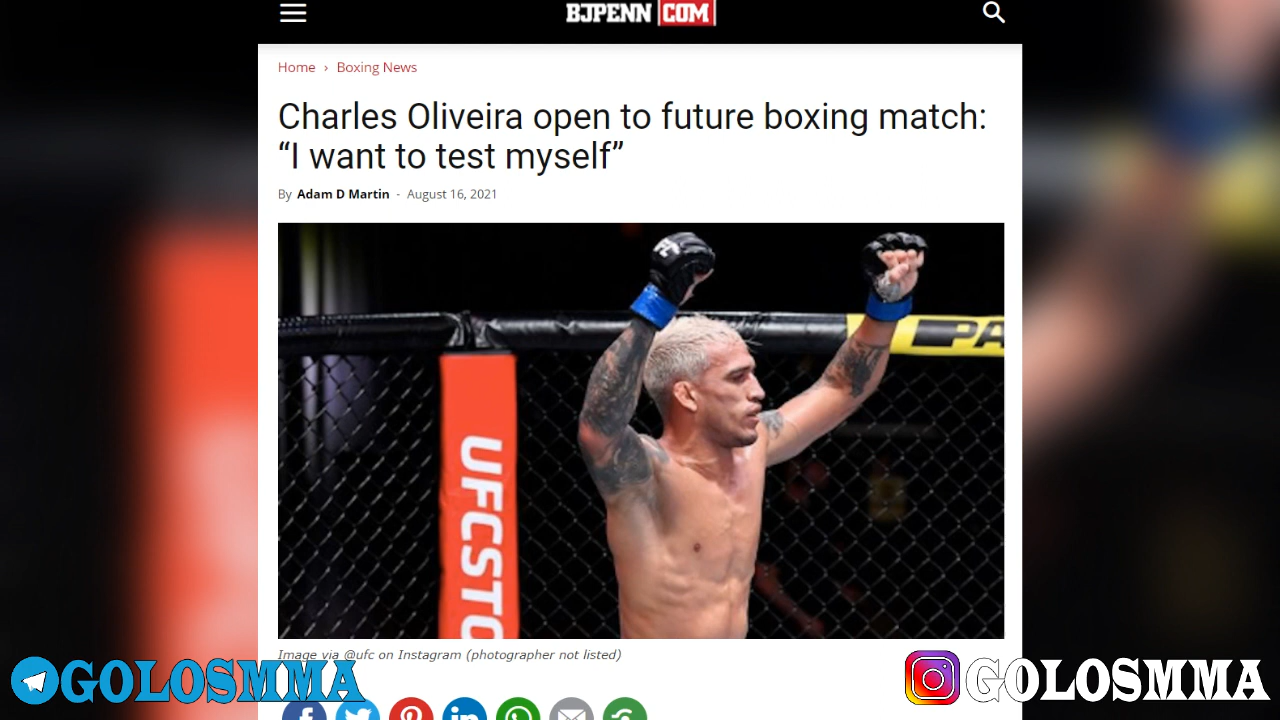 BJPENN COM
Home › Boxing News
Charles Oliveira open to future boxing match:
“I want to test myself”
By Adam D Martin - August 16, 2021
PA
UFCSTO
Image via @ufc on Instagram (photographer not listed)
GOLOSMMA
GOLOSMMA